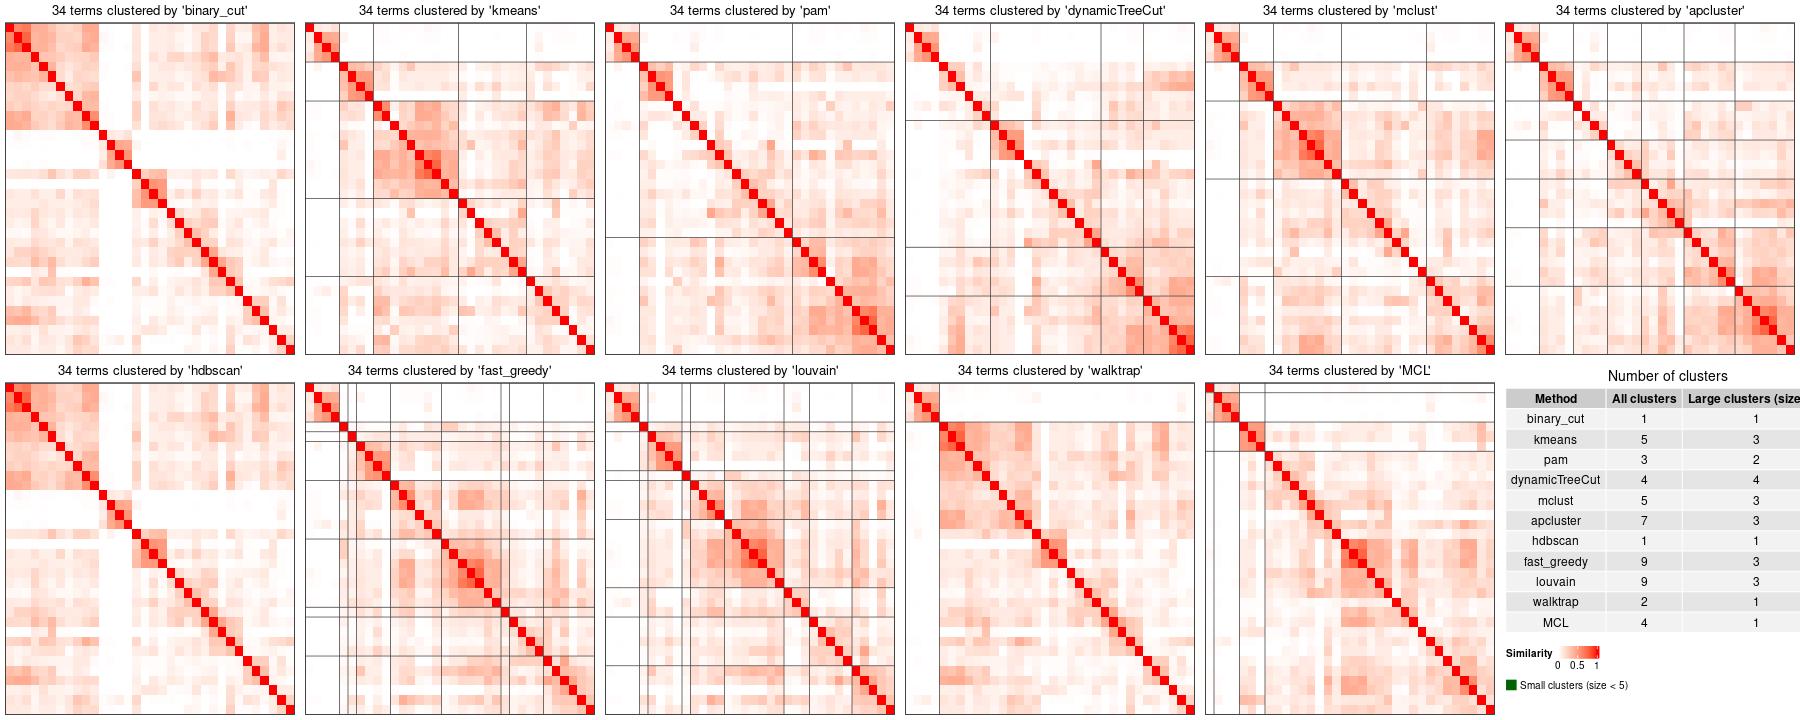 34 terms clustered by 'binary_cut'
34 terms clustered by 'kmeans'
34 terms clustered by 'pam'
34 terms clustered by 'dynamicTreeCut'
34 terms clustered by 'mclust'
34 terms clustered by 'apcluster'
34 terms clustered by 'hdbscan'
34 terms clustered by 'fast_greedy'
34 terms clustered by 'louvain'
34 terms clustered by 'walktrap'
34 terms clustered by 'MCL'
Number of clusters
Method All clusters Large clusters (size
binary_cut 1 1
kmeans 5 3
pam 3 2
dynamicTreeCut 4 4
mclust 5 3
apcluster 7 3
hdbscan 1 1
fast_greedy 9 3
louvain 9 3
walktrap 2 1
MCL 4 1
Similarity
0 0.5 1
Small clusters (size < 5)